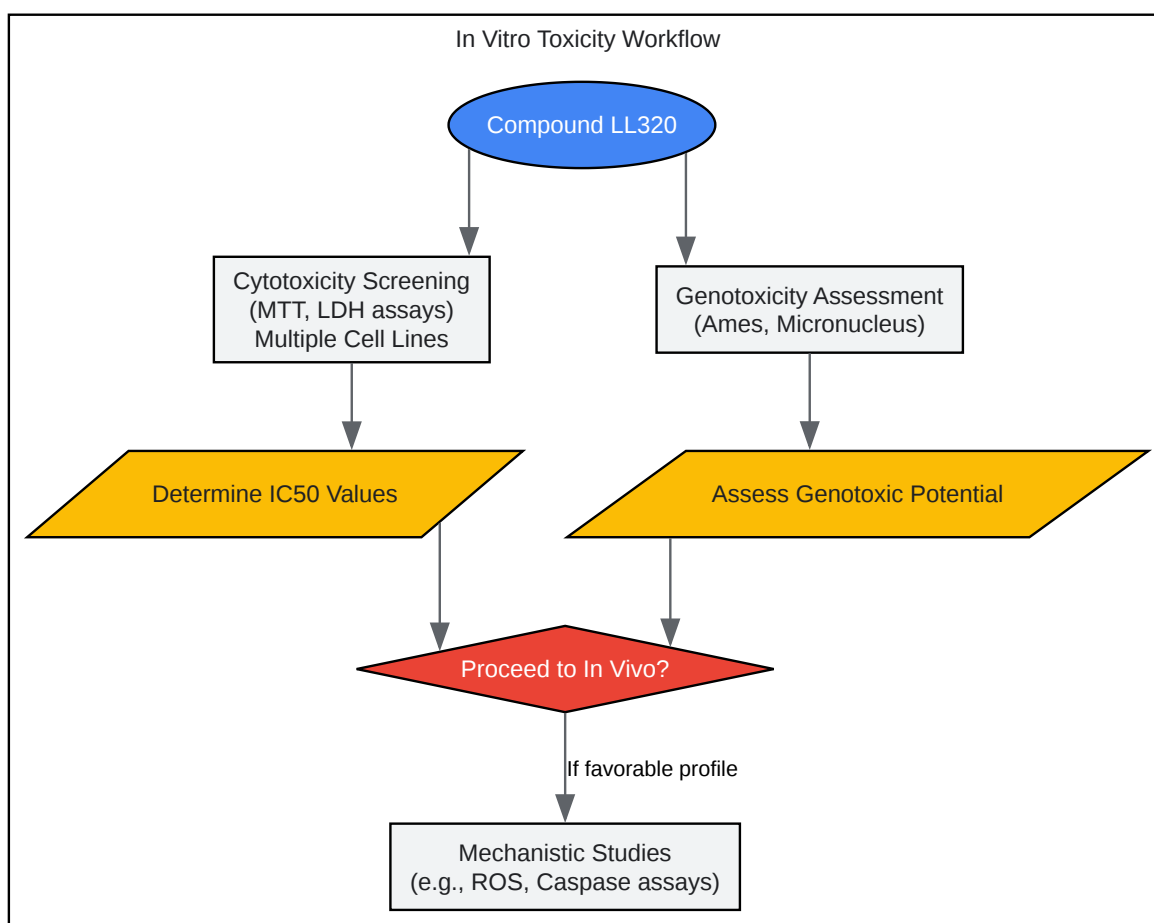 In Vitro Toxicity Workflow
Compound LL320
Cytotoxicity Screening
(MTT, LDH assays)
Multiple Cell Lines
Genotoxicity Assessment
(Ames, Micronucleus)
Determine IC50 Values
Assess Genotoxic Potential
Proceed to In Vivo?
If favorable profile
Mechanistic Studies
(e.g., ROS, Caspase assays)